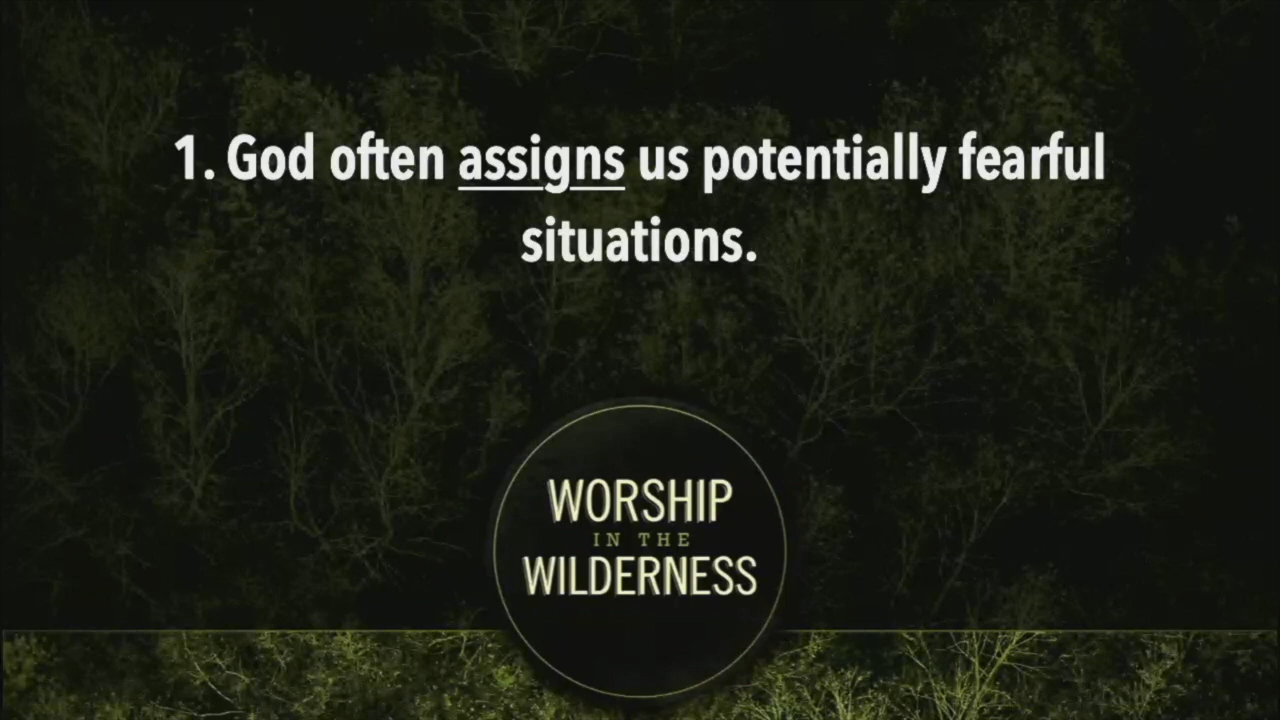 1. God often assigns us potentially fearful
situations.
WORSHIP
IN THE
WILDERNESS